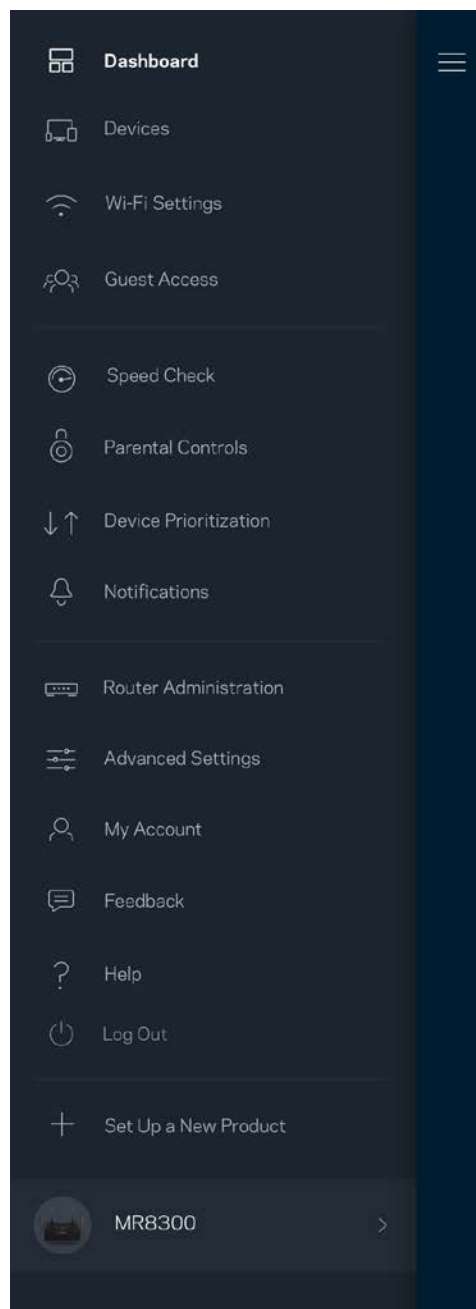 Dashboard
Devices
Wi-Fi Settings
Guest Access
Speed Check
Parental Controls
Device Prioritization
Notifications
Router Administration
Advanced Settings
My Account
Feedback
Help
Log Out
Set Up a New Product
MR8300